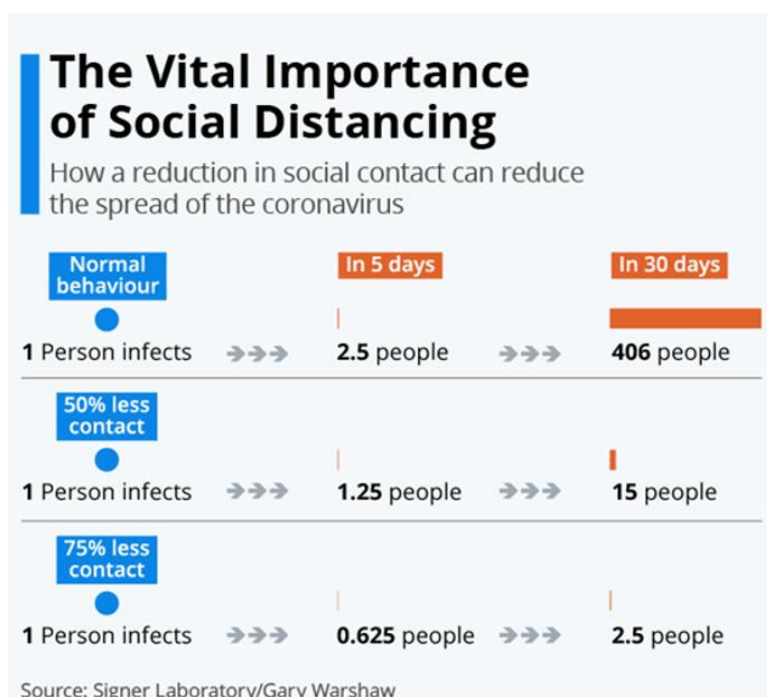 The Vital Importance
of Social Distancing
How a reduction in social contact can reduce
the spread of the coronavirus
Normal
behaviour
In 5 days
In 30 days
1 Person infects
2.5 people
406 people
50% less
contact
1 Person infects
1.25 people
15 people
75% less
contact
1 Person infects
0.625 people
2.5 people
Source: Signer Laboratory/Gary Warshaw